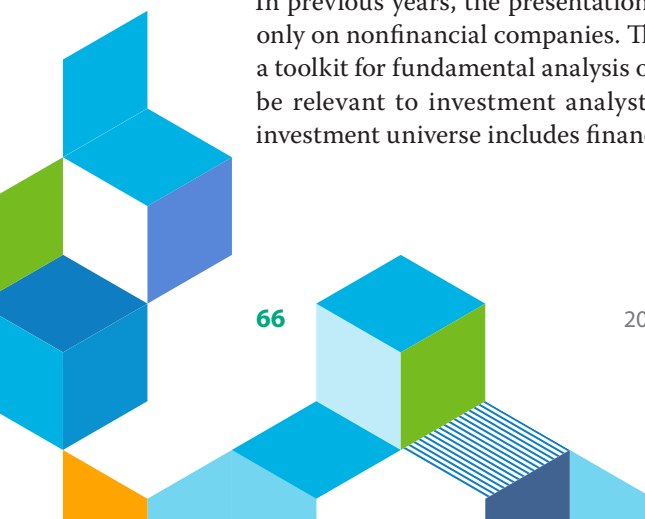 In previous years, the presentation
only on nonfinancial companies.
a toolkit for fundamental analysis
be relevant to investment
investment universe includes
66
20